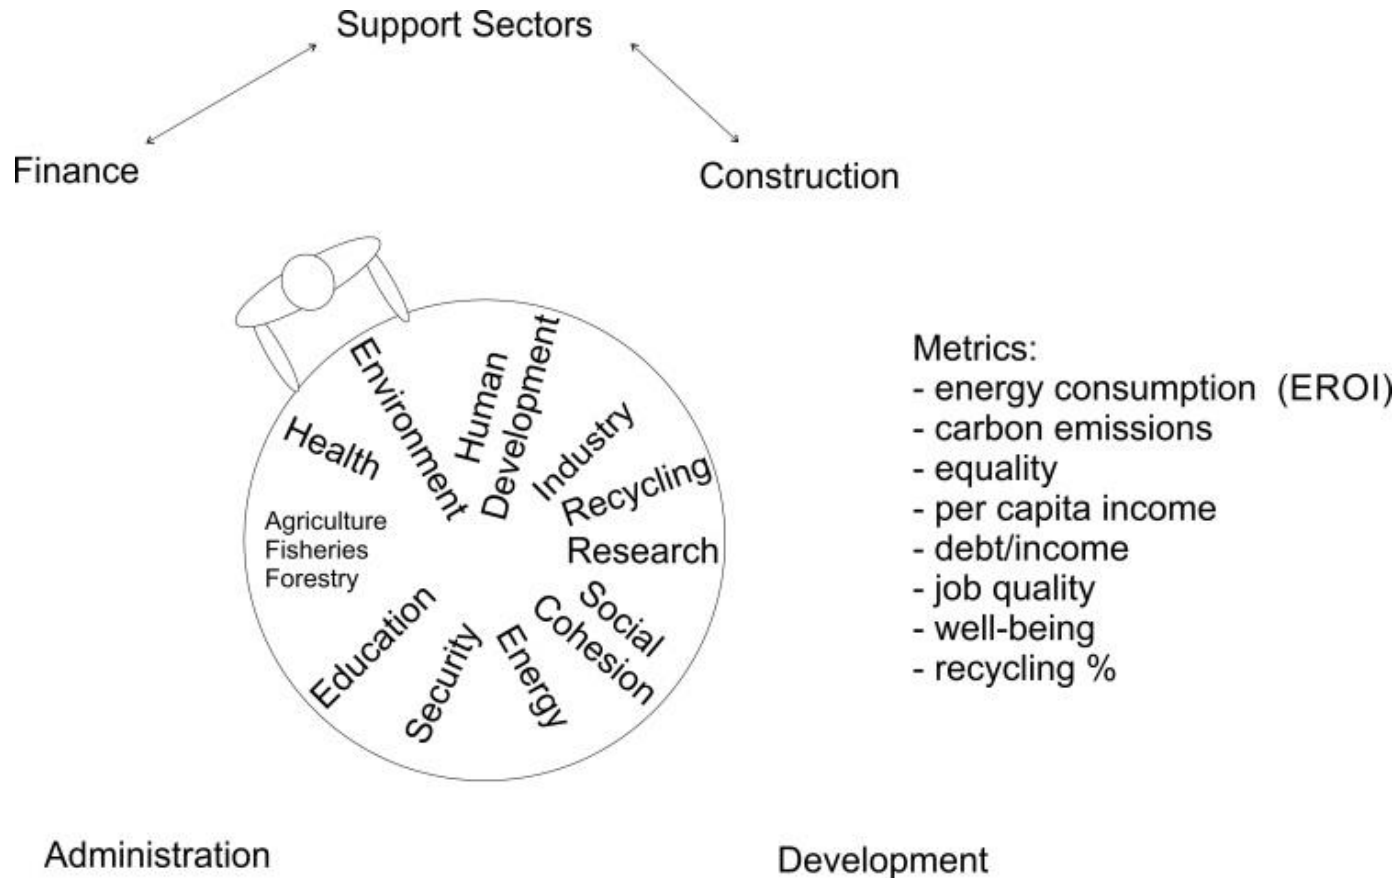 Support Sectors
Finance
Construction
Environment
Human
Development
Industry
Recycling
Research
Social
Cohesion
Energy
Security
Education
Agriculture
Fisheries
Forestry
Health
Metrics:
- energy consumption (EROI)
- carbon emissions
- equality
- per capita income
- debt/income
- job quality
- well-being
- recycling %
Administration
Development